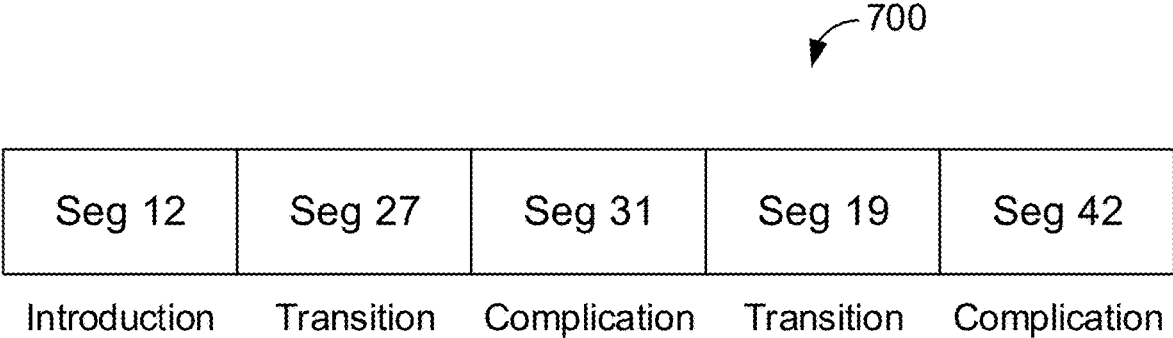 700
Seg 12 Seg 27 Seg 31 Seg 19 Seg 42
Introduction Transition Complication Transition Complication